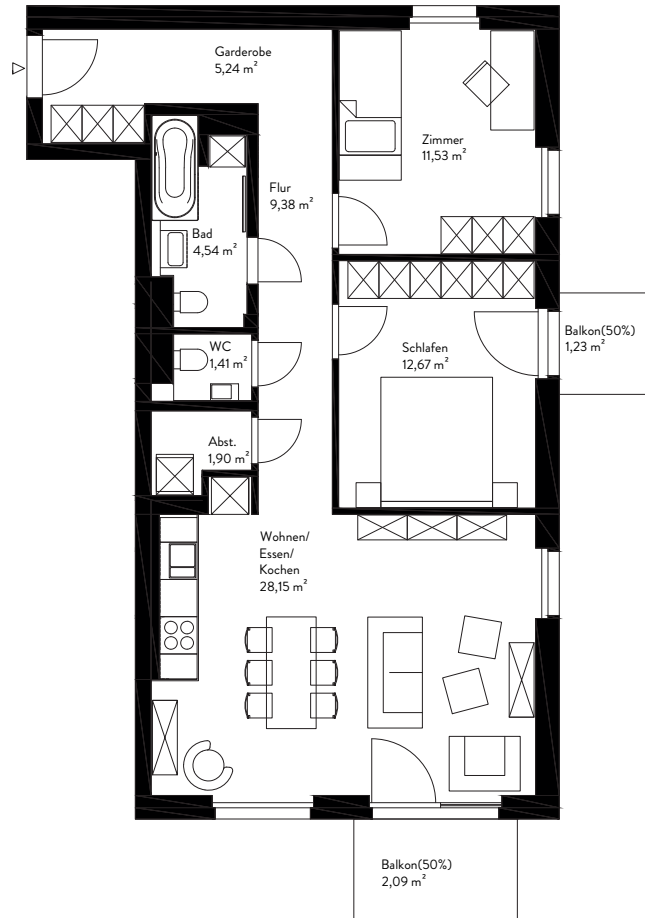 Garderobe
5,24 m²
Zimmer
11,53 m²
Flur
9,38 m²
Bad
4,54 m²
Balkon(50%)
1,23 m²
WC
1,41 m²
Schlafen
12,67 m²
Abst.
1,90 m²
Wohnen/
Essen/
Kochen
28,15 m²
Balkon(50%)
2,09 m²